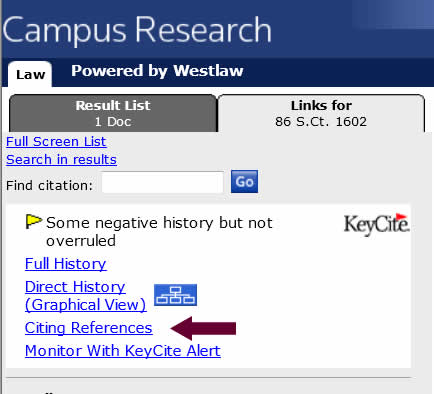 Campus Research
Law
Powered by Westlaw
Result List
1 Doc
Links for
86 S.Ct. 1602
Full Screen List
Search in results
Find citation:
Go
Some negative history but not
overruled
KeyCite.
Full History
Direct History
(Graphical View)
Citing References
Monitor With KeyCite Alert